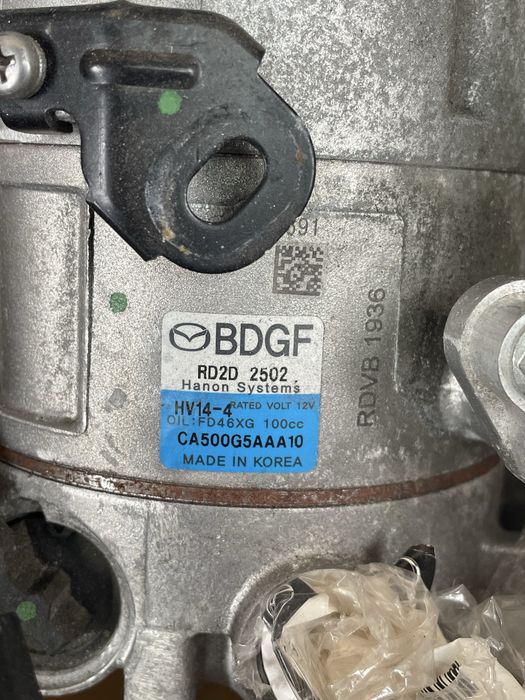 BDGF
RD2D 2502
Hanon Systems
HV14-4 RATED VOLT 12V
OIL:FD46XG 100cc
CA500G5AAA10
MADE IN KOREA
RDVB 1936